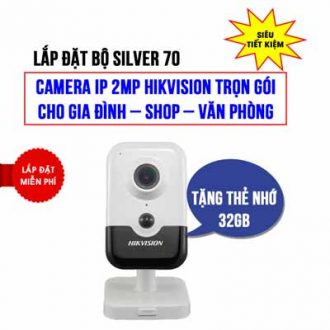 SIÊU
TIẾT KIỆM
LẮP ĐẶT BỘ SILVER 70
CAMERA IP 2MP HIKVISION TRỌN GÓI
CHO GIA ĐÌNH – SHOP – VĂN PHÒNG
LẮP ĐẶT
MIỄN PHÍ
TẶNG THẺ NHỚ
32GB
HIKVISION